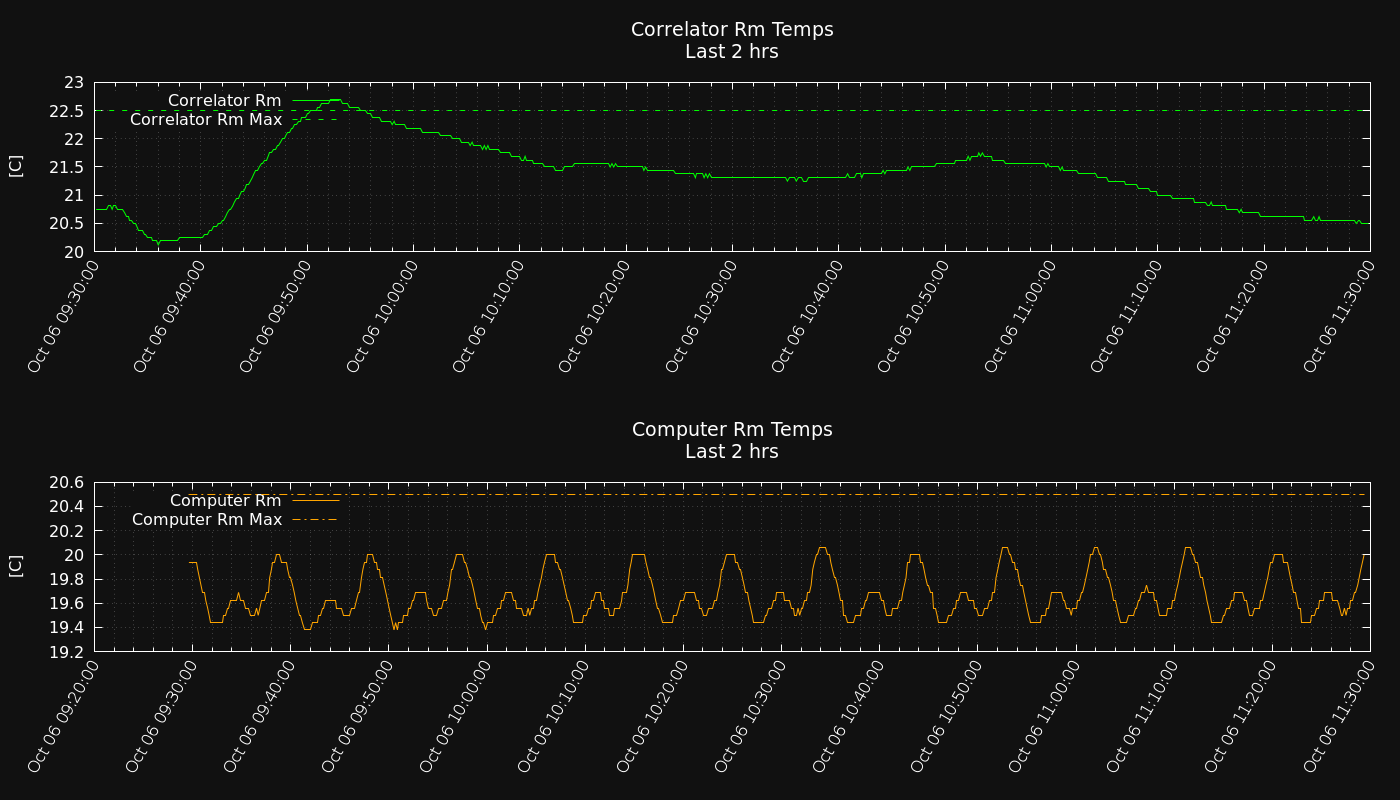 Correlator Rm Temps
Last 2 hrs
[C]
23
22.5
22
21.5
21
20.5
20
Correlator Rm
Correlator Rm Max
Oct 06 09:30:00
Oct 06 09:40:00
Oct 06 09:50:00
Oct 06 10:00:00
Oct 06 10:10:00
Oct 06 10:20:00
Oct 06 10:30:00
Oct 06 10:40:00
Oct 06 10:50:00
Oct 06 11:00:00
Oct 06 11:10:00
Oct 06 11:20:00
Oct 06 11:30:00
Computer Rm Temps
Last 2 hrs
[C]
20.6
20.4
20.2
20
19.8
19.6
19.4
19.2
Computer Rm
Computer Rm Max
Oct 06 09:20:00
Oct 06 09:30:00
Oct 06 09:40:00
Oct 06 09:50:00
Oct 06 10:00:00
Oct 06 10:10:00
Oct 06 10:20:00
Oct 06 10:30:00
Oct 06 10:40:00
Oct 06 10:50:00
Oct 06 11:00:00
Oct 06 11:10:00
Oct 06 11:20:00
Oct 06 11:30:00